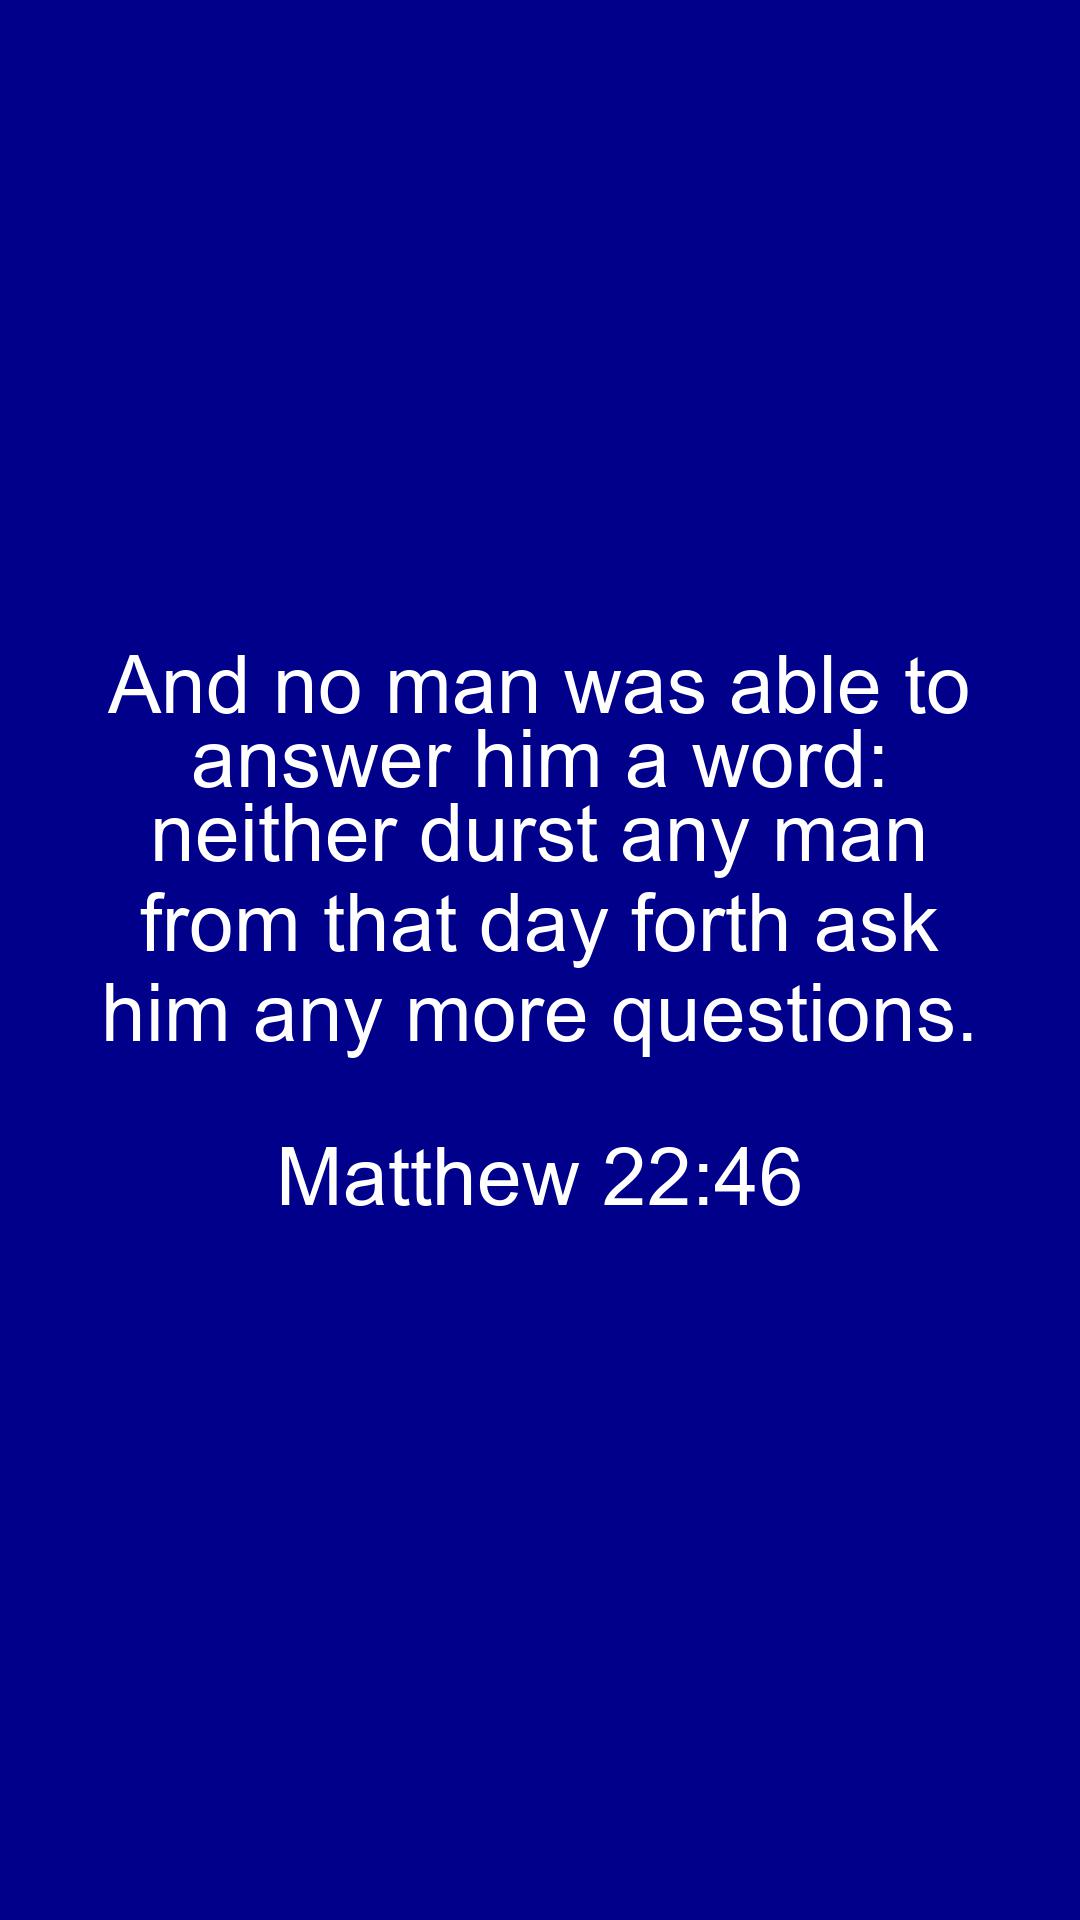 And no man was able to
answer him a word:
neither durst any man
from that day forth ask
him any more questions.
Matthew 22:46